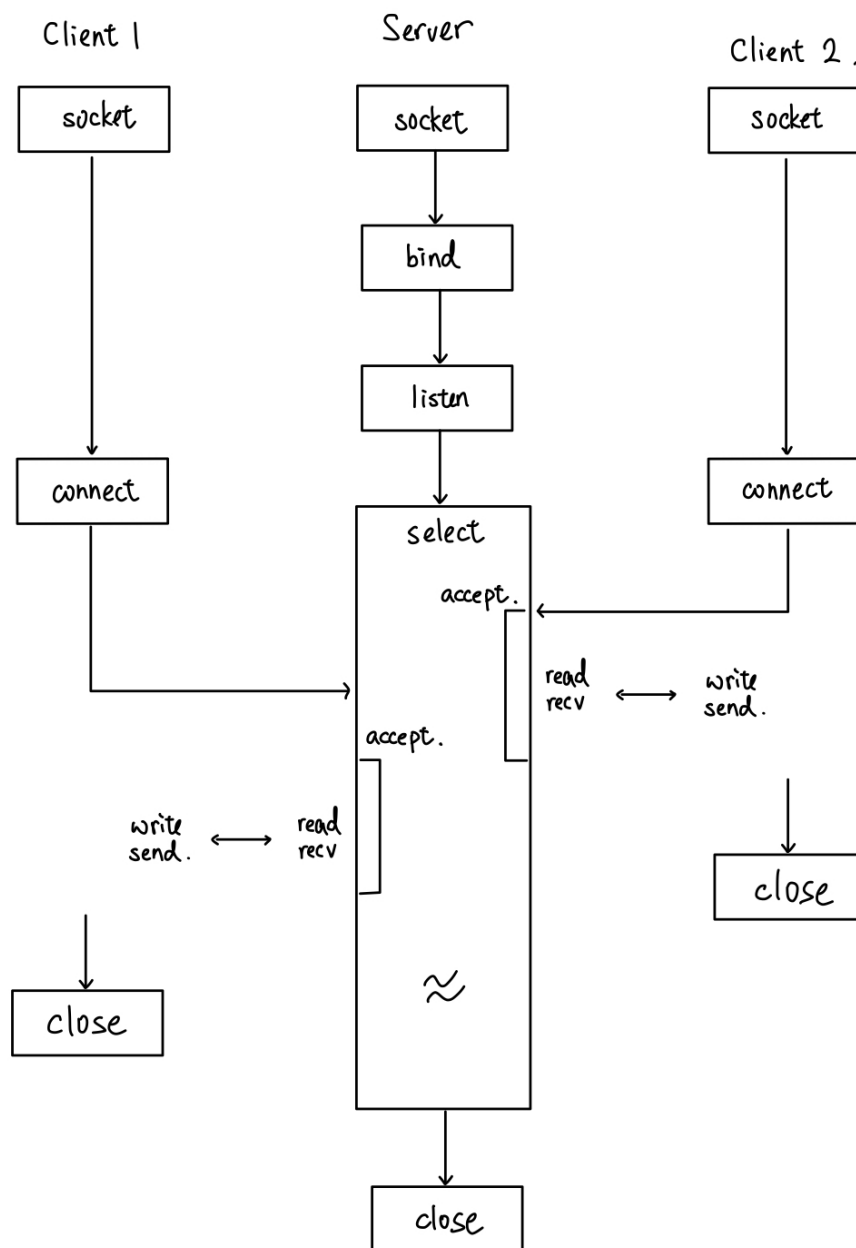 Client 1
Server
Client 2
socket
socket
socket
bind
listen
connect
connect
select
accept.
read
recv
write
send.
accept.
write
send.
read
recv
close
close
close